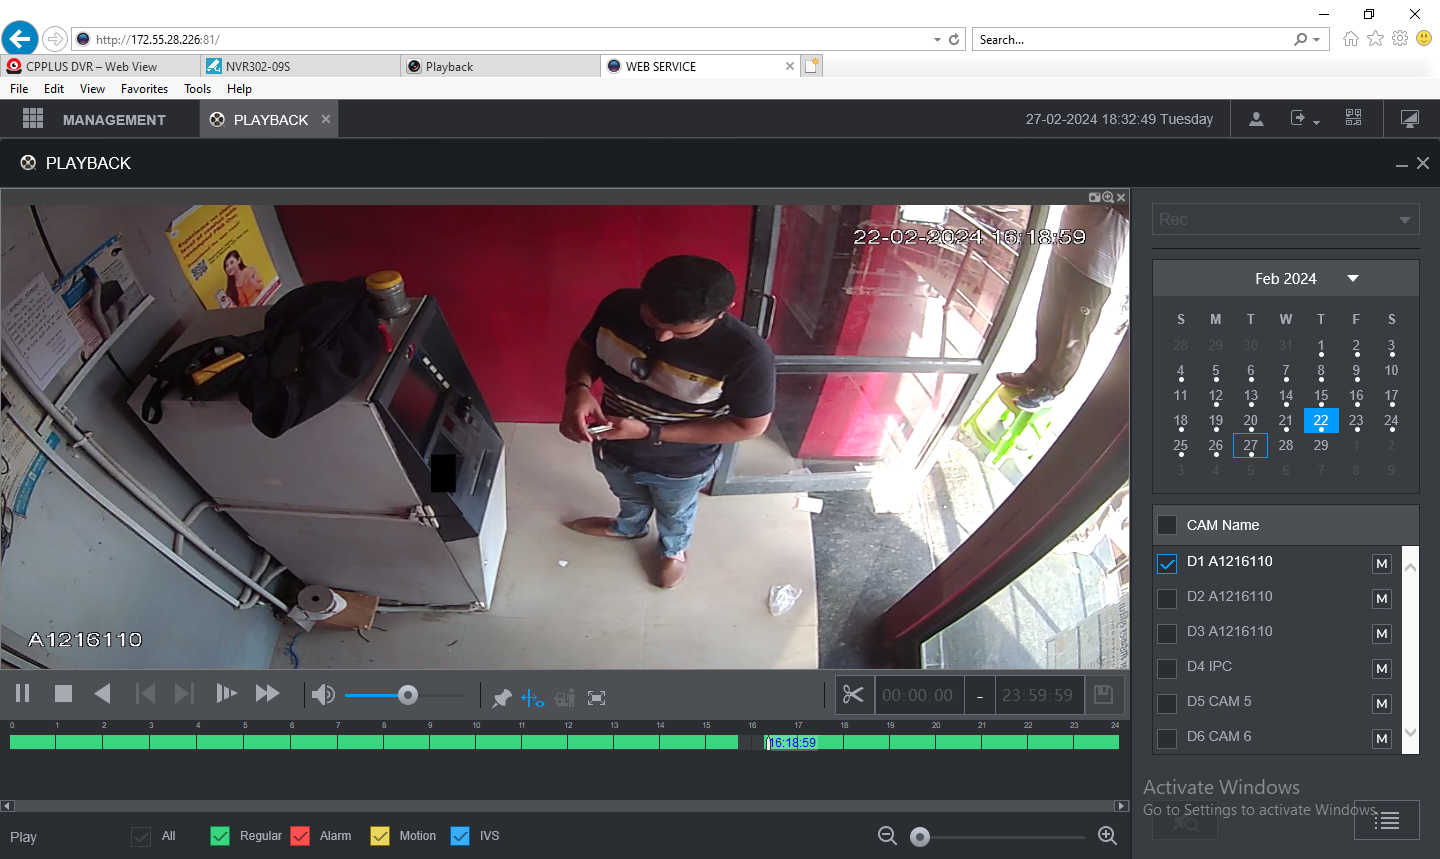 http://172.55.28.226:81/
Search...
CPPLUS DVR – Web View
NVR302-09S
Playback
WEB SERVICE
File Edit View Favorites Tools Help
MANAGEMENT
PLAYBACK
27-02-2024 18:32:49 Tuesday
PLAYBACK
22-02-2024 16:18:59
A1216110
Rec
Feb 2024
S M T W T F S
28 29 30 31 1 2 3
4 5 6 7 8 9 10
11 12 13 14 15 16 17
18 19 20 21 22 23 24
25 26 27 28 29 1 2
3 4 5 6 7 8 9
CAM Name
D1 A1216110 M
D2 A1216110 M
D3 A1216110 M
D4 IPC M
D5 CAM 5 M
D6 CAM 6 M
00:00:00 - 23:59:59
0 1 2 3 4 5 6 7 8 9 10 11 12 13 14 15 16 17 18 19 20 21 22 23 24
16:18:59
Play
All
Regular
Alarm
Motion
IVS
Activate Windows
Go to Settings to activate Windows.